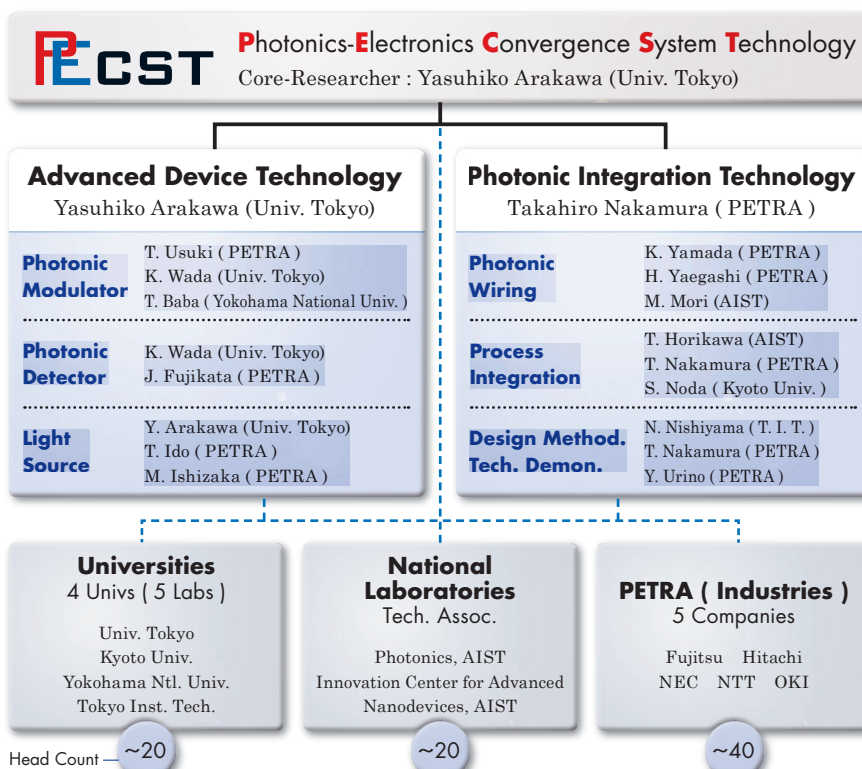 PECST
Photonics-Electronics Convergence System Technology
Core-Researcher : Yasuhiko Arakawa (Univ. Tokyo)
Advanced Device Technology
Yasuhiko Arakawa (Univ. Tokyo)
Photonic
Modulator
T. Usuki ( PETRA )
K. Wada (Univ. Tokyo)
T. Baba ( Yokohama National Univ. )
Photonic
Detector
K. Wada (Univ. Tokyo)
J. Fujikata ( PETRA )
Light
Source
Y. Arakawa (Univ. Tokyo)
T. Ido ( PETRA )
M. Ishizaka ( PETRA )
Photonic Integration Technology
Takahiro Nakamura ( PETRA )
Photonic
Wiring
K. Yamada ( PETRA )
H. Yaegashi ( PETRA )
M. Mori (AIST)
Process
Integration
T. Horikawa (AIST)
T. Nakamura ( PETRA )
S. Noda ( Kyoto Univ. )
Design Method.
Tech. Demon.
N. Nishiyama ( T. I. T. )
T. Nakamura ( PETRA )
Y. Urino ( PETRA )
Universities
4 Univs ( 5 Labs )
Univ. Tokyo
Kyoto Univ.
Yokohama Ntl. Univ.
Tokyo Inst. Tech.
National
Laboratories
Tech. Assoc.
Photonics, AIST
Innovation Center for Advanced
Nanodevices, AIST
PETRA ( Industries )
5 Companies
Fujitsu Hitachi
NEC NTT OKI
Head Count ~20 ~20 ~40